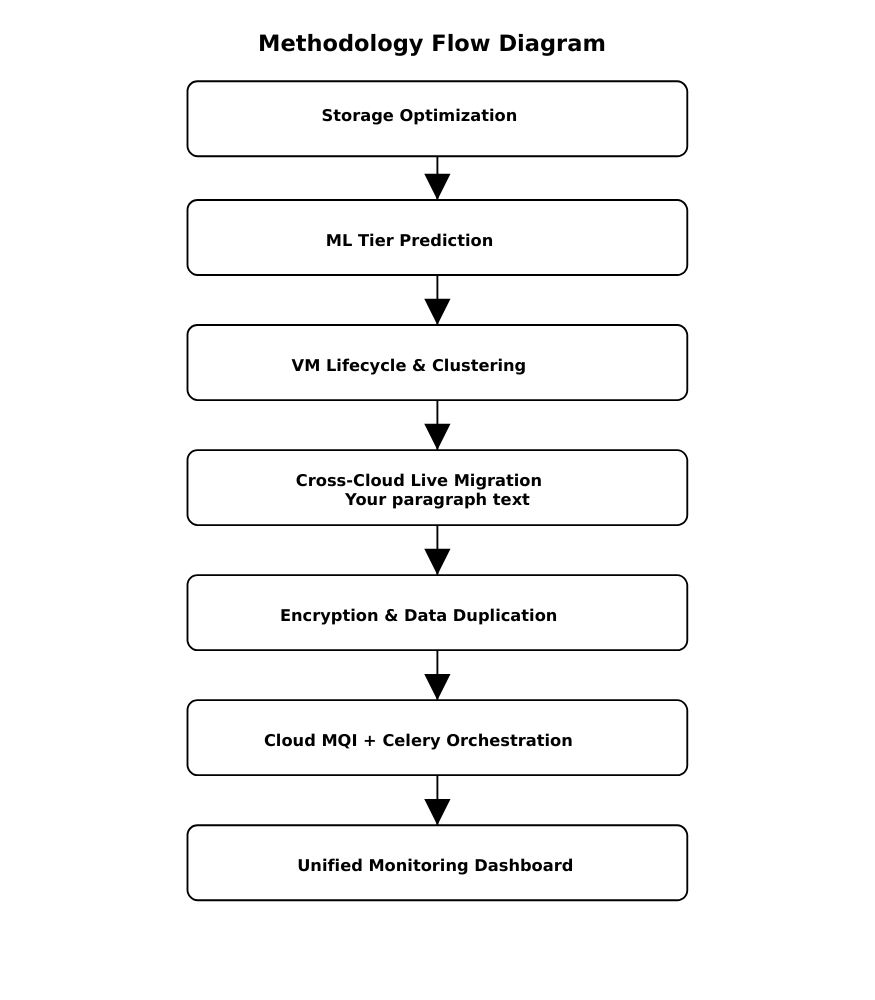 Methodology Flow Diagram
Storage Optimization
ML Tier Prediction
VM Lifecycle & Clustering
Cross-Cloud Live Migration
Your paragraph text
Encryption & Data Duplication
Cloud MQI + Celery Orchestration
Unified Monitoring Dashboard